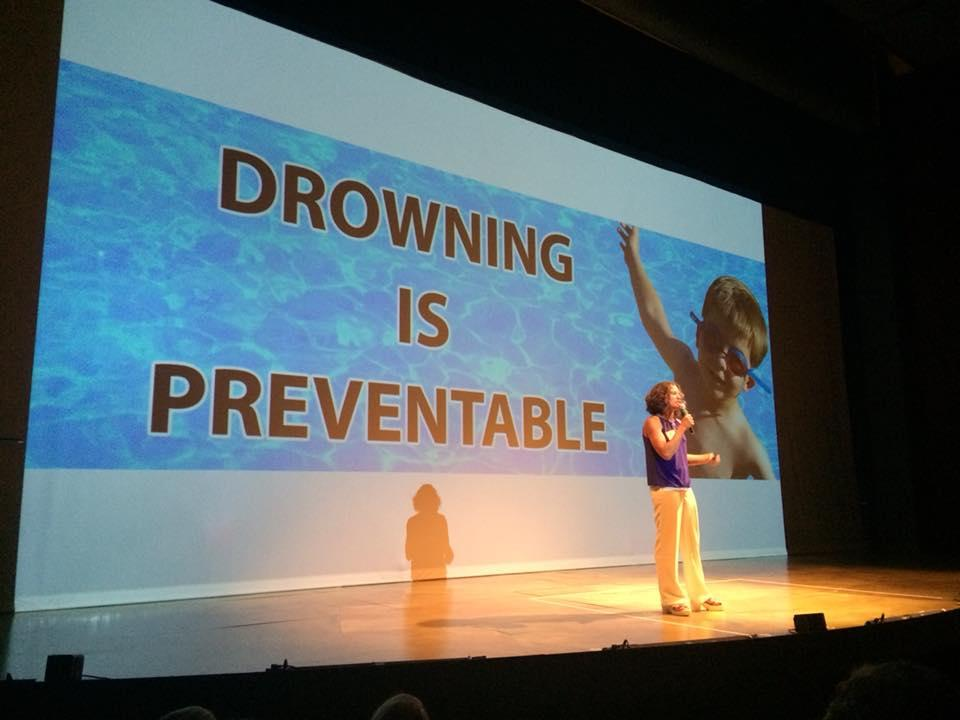 DROWNING
IS
PREVENTABLE